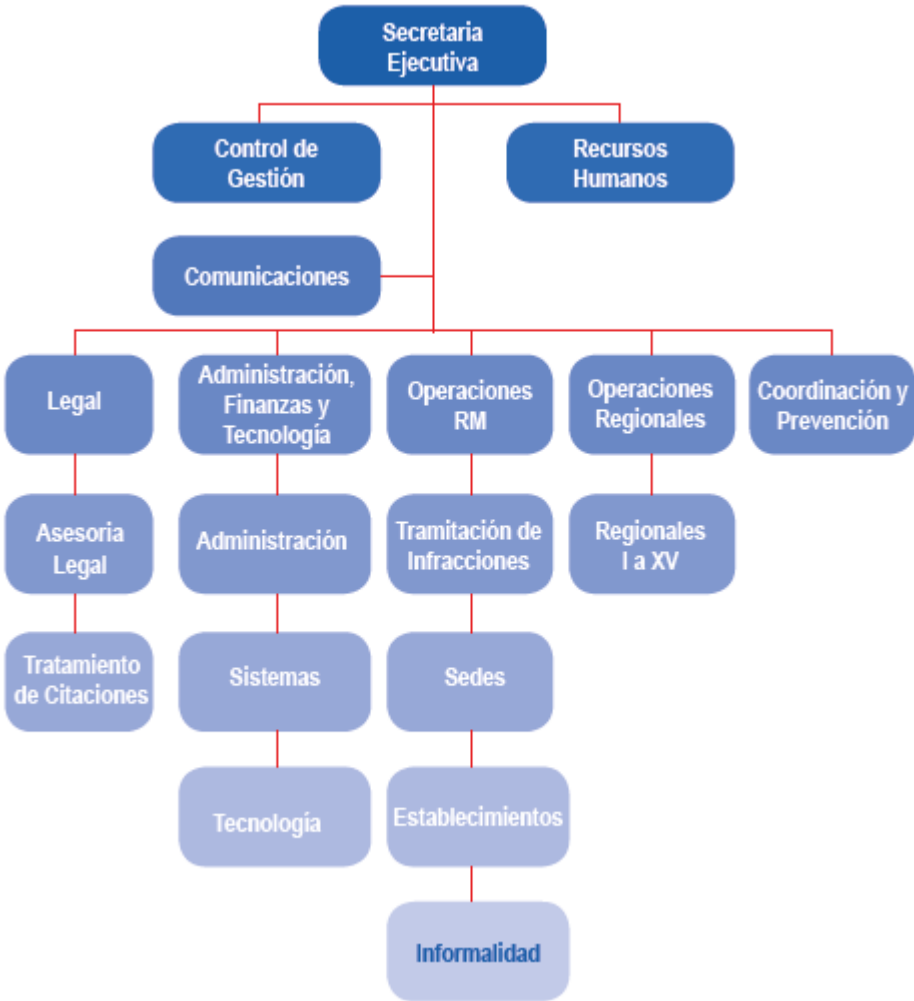 Secretaria
Ejecutiva
Control de
Gestión
Recursos
Humanos
Comunicaciones
Legal
Administración,
Finanzas y
Tecnología
Operaciones
RM
Operaciones
Regionales
Coordinación y
Prevención
Asesoria
Legal
Administración
Tramitación de
Infracciones
Regionales
I a XV
Tratamiento
de Citaciones
Sistemas
Sedes
Tecnología
Establecimientos
Informalidad